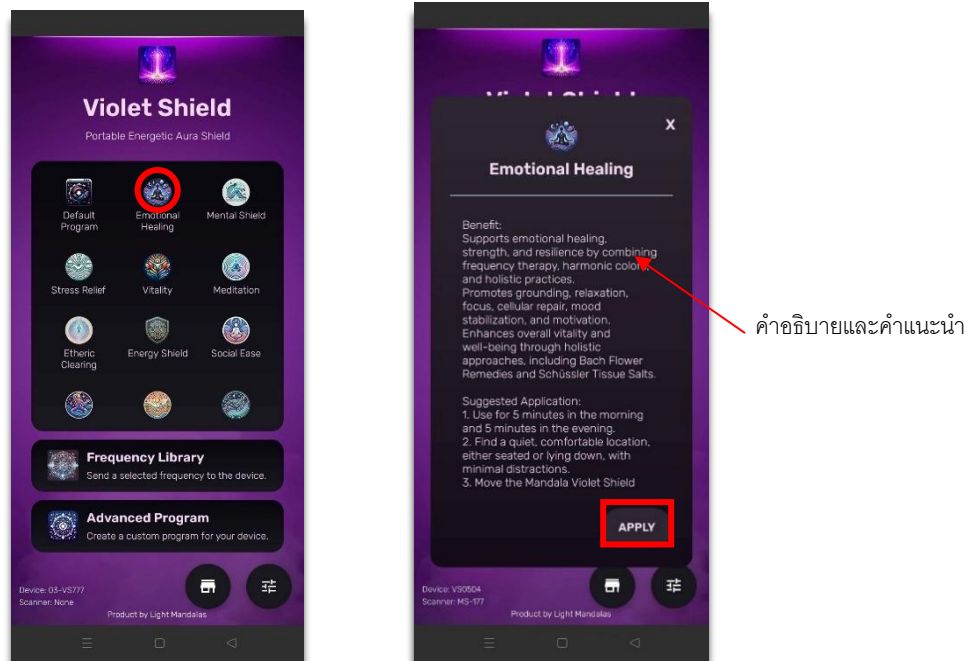 Violet Shield
Portable Energetic Aura Shield
Default
Program
Emotional
Healing
Mental Shield
Stress Relief
Vitality
Meditation
Etheric
Clearing
Energy Shield
Social Ease
Frequency Library
Send a selected frequency to the device.
Advanced Program
Create a custom program for your device.
Device: 03-VS777
Scanner: None
Product by Light Mandalas
X
Emotional Healing
Benefit:
Supports emotional healing,
strength, and resilience by combining
frequency therapy, harmonic colors,
and holistic practices.
Promotes grounding, relaxation,
focus, cellular repair, mood
stabilization, and motivation.
Enhances overall vitality and
well-being through holistic
approaches, including Bach Flower
Remedies and Schüssler Tissue Salts.
Suggested Application:
1. Use for 5 minutes in the morning
and 5 minutes in the evening.
2. Find a quiet, comfortable location,
either seated or lying down, with
minimal distractions.
3. Move the Mandala Violet Shield
APPLY
Device: VS0504
Scanner: MS-177
Product by Light Mandalas
คำอธิบายและคำแนะนำ